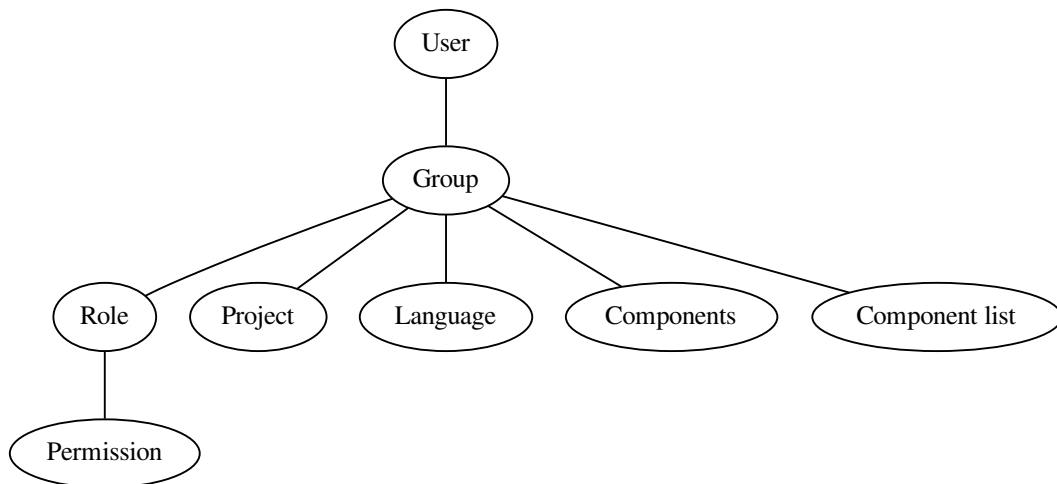 User
Group
Role
Project
Language
Components
Component list
Permission